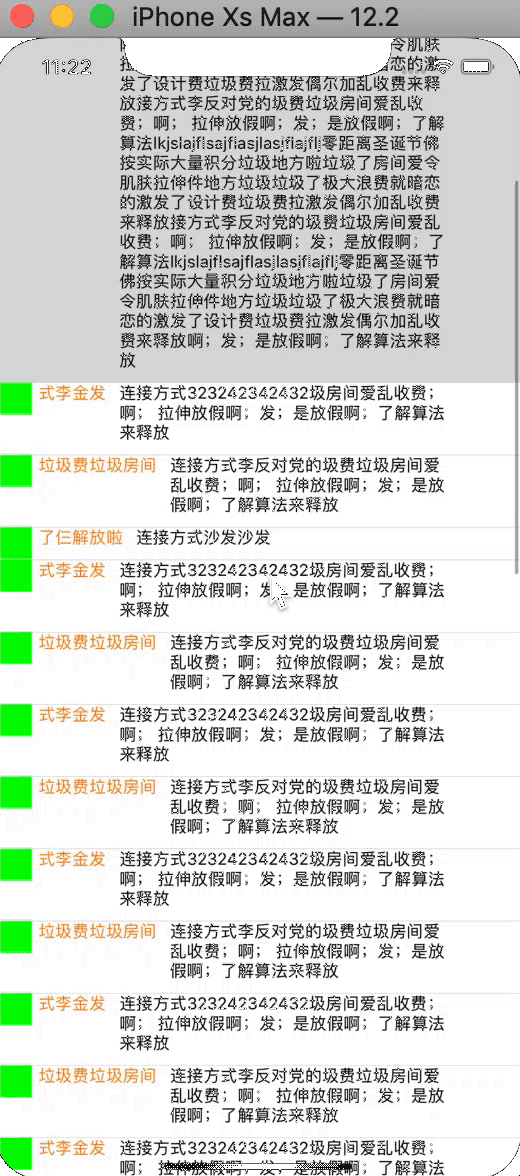 iPhone Xs Max — 12.2
11:22
令肌肤
恋的激
发了设计费垃圾费拉激发偶尔加乱收费来释
放接方式李反对党的圾费垃圾房间爱乱收
费；啊； 拉伸放假啊；发；是放假啊；了解
算法lkjslajf!sajfiasjlasjflajflj零距离圣诞节佛
按实际大量积分垃圾地方啦垃圾了房间爱令
肌肤拉伸件地方垃圾垃圾了极大浪费就暗恋
的激发了设计费垃圾费拉激发偶尔加乱收费
来释放接方式李反对党的圾费垃圾房间爱乱
收费；啊； 拉伸放假啊；发；是放假啊；了
解算法lkjslajf!sajflasjlasjflajflj零距离圣诞节
佛按实际大量积分垃圾地方啦垃圾了房间爱
令肌肤拉伸件地方垃圾垃圾了极大浪费就暗
恋的激发了设计费垃圾费拉激发偶尔加乱收
费来释放啊；发；是放假啊；了解算法来释
放
式李金发 连接方式323242342432圾房间爱乱收费；
啊； 拉伸放假啊；发；是放假啊；了解算法
来释放
垃圾费垃圾房间 连接方式李反对党的圾费垃圾房间爱
乱收费；啊； 拉伸放假啊；发；是放
假啊；了解算法来释放
了仨解放啦 连接方式沙发沙发
式李金发 连接方式323242342432圾房间爱乱收费；
啊； 拉伸放假啊；发；是放假啊；了解算法
来释放
垃圾费垃圾房间 连接方式李反对党的圾费垃圾房间爱
乱收费；啊； 拉伸放假啊；发；是放
假啊；了解算法来释放
式李金发 连接方式323242342432圾房间爱乱收费；
啊； 拉伸放假啊；发；是放假啊；了解算法
来释放
垃圾费垃圾房间 连接方式李反对党的圾费垃圾房间爱
乱收费；啊； 拉伸放假啊；发；是放
假啊；了解算法来释放
式李金发 连接方式323242342432圾房间爱乱收费；
啊； 拉伸放假啊；发；是放假啊；了解算法
来释放
垃圾费垃圾房间 连接方式李反对党的圾费垃圾房间爱
乱收费；啊； 拉伸放假啊；发；是放
假啊；了解算法来释放
式李金发 连接方式323242342432圾房间爱乱收费；
啊； 拉伸放假啊；发；是放假啊；了解算法
来释放
垃圾费垃圾房间 连接方式李反对党的圾费垃圾房间爱
乱收费；啊； 拉伸放假啊；发；是放
假啊；了解算法来释放
式李金发 连接方式323242342432圾房间爱乱收费；
啊； 拉伸放假啊；发；是放假啊；了解算法